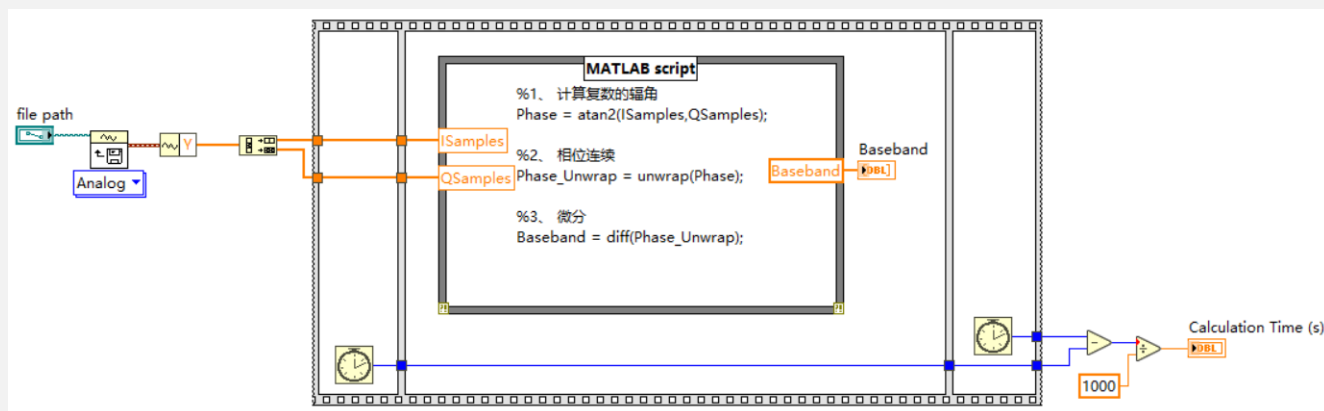 file path
Analog
Y
MATLAB script
%1、 计算复数的辐角
Phase = atan2(ISamples,QSamples);
ISamples
%2、 相位连续
QSamples
Phase_Unwrap = unwrap(Phase);
%3、 微分
Baseband = diff(Phase_Unwrap);
Baseband
Baseband
DBL
Calculation Time (s)
DBL
1000